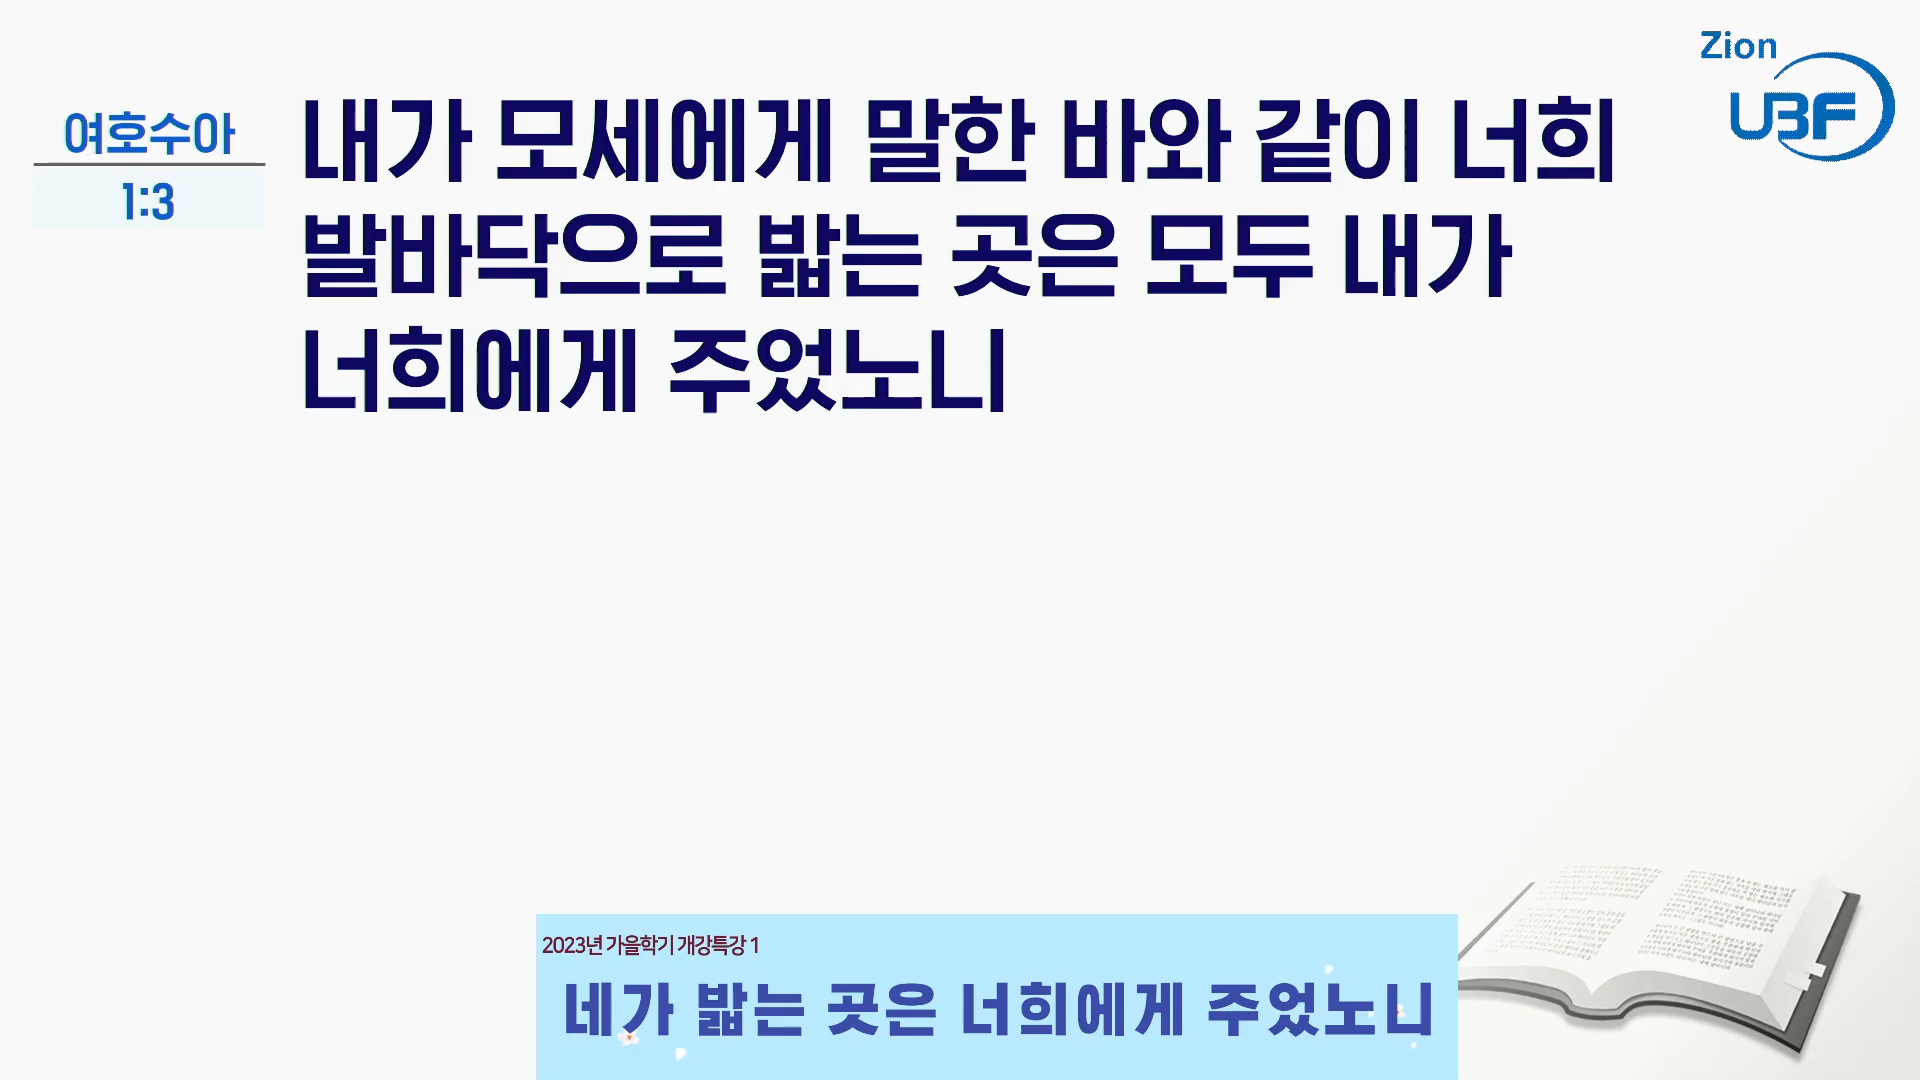 Zion
UBF
여호수아
1:3
내가 모세에게 말한 바와 같이 너희
발바닥으로 밟는 곳은 모두 내가
너희에게 주었노니
2023년 가을학기 개강특강 1
네가 밟는 곳은 너희에게 주었노니